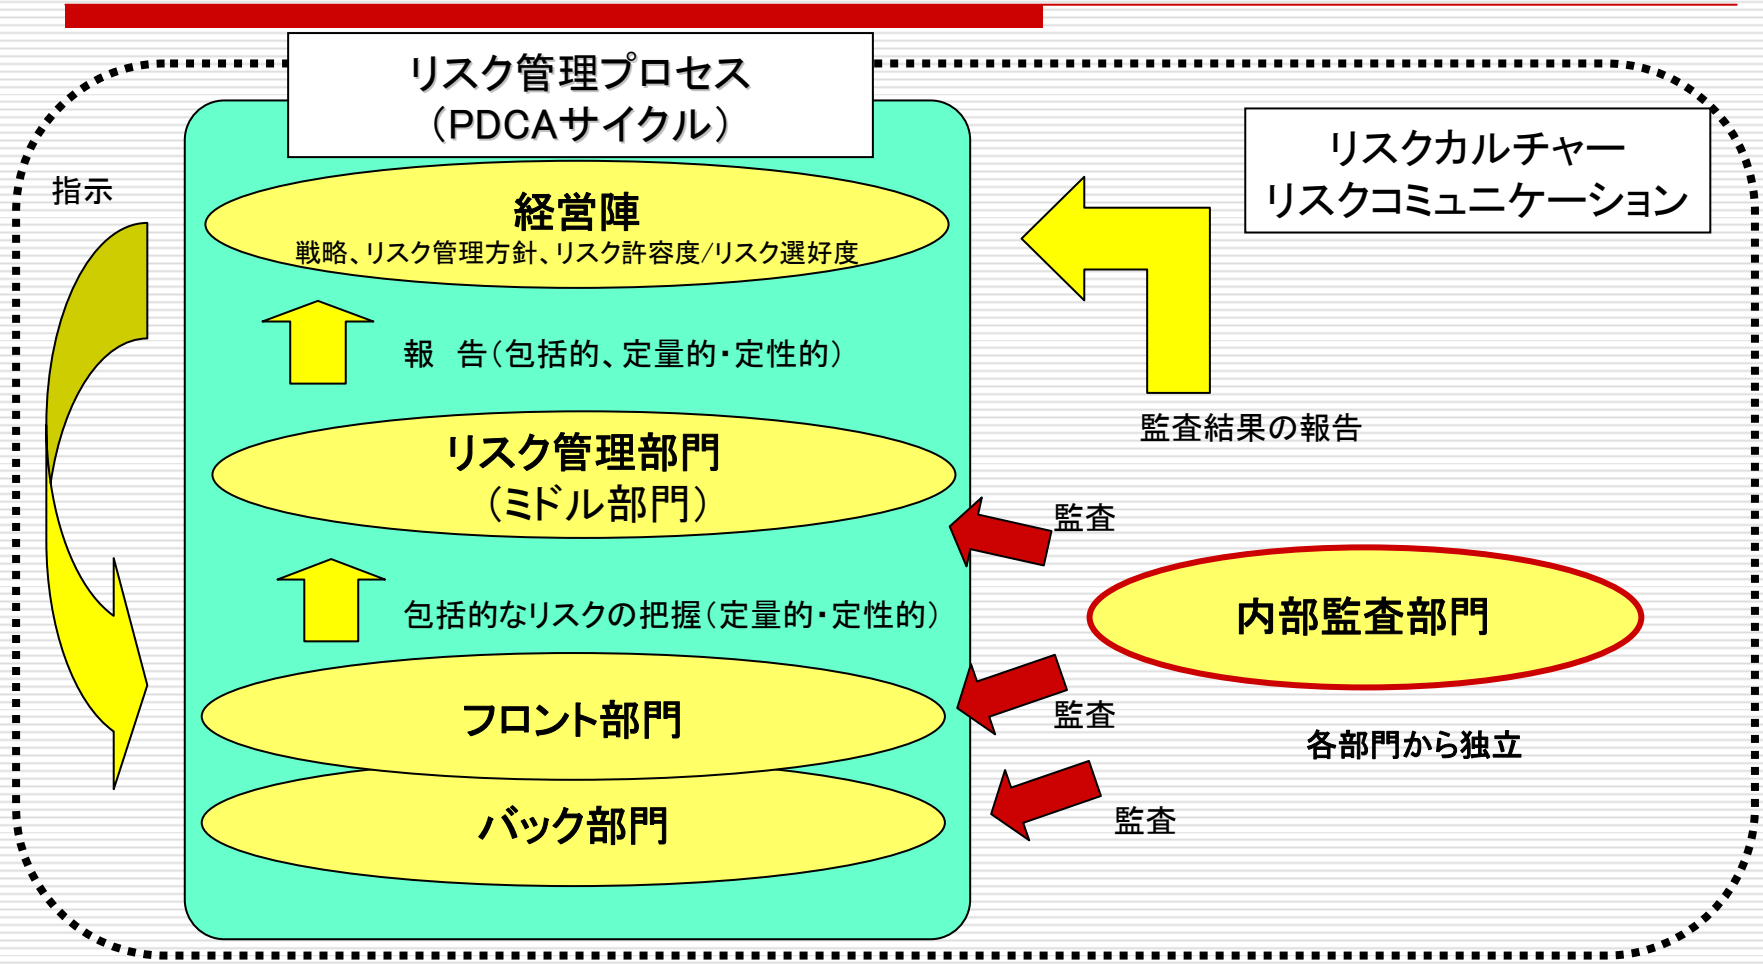 リスク管理プロセス
(PDCAサイクル)
リスクカルチャー
リスクコミュニケーション
指示
経営陣
戦略、リスク管理方針、リスク許容度/リスク選好度
報　告(包括的、定量的・定性的)
監査結果の報告
リスク管理部門
(ミドル部門)
監査
包括的なリスクの把握(定量的・定性的)
内部監査部門
フロント部門
監査
各部門から独立
バック部門
監査